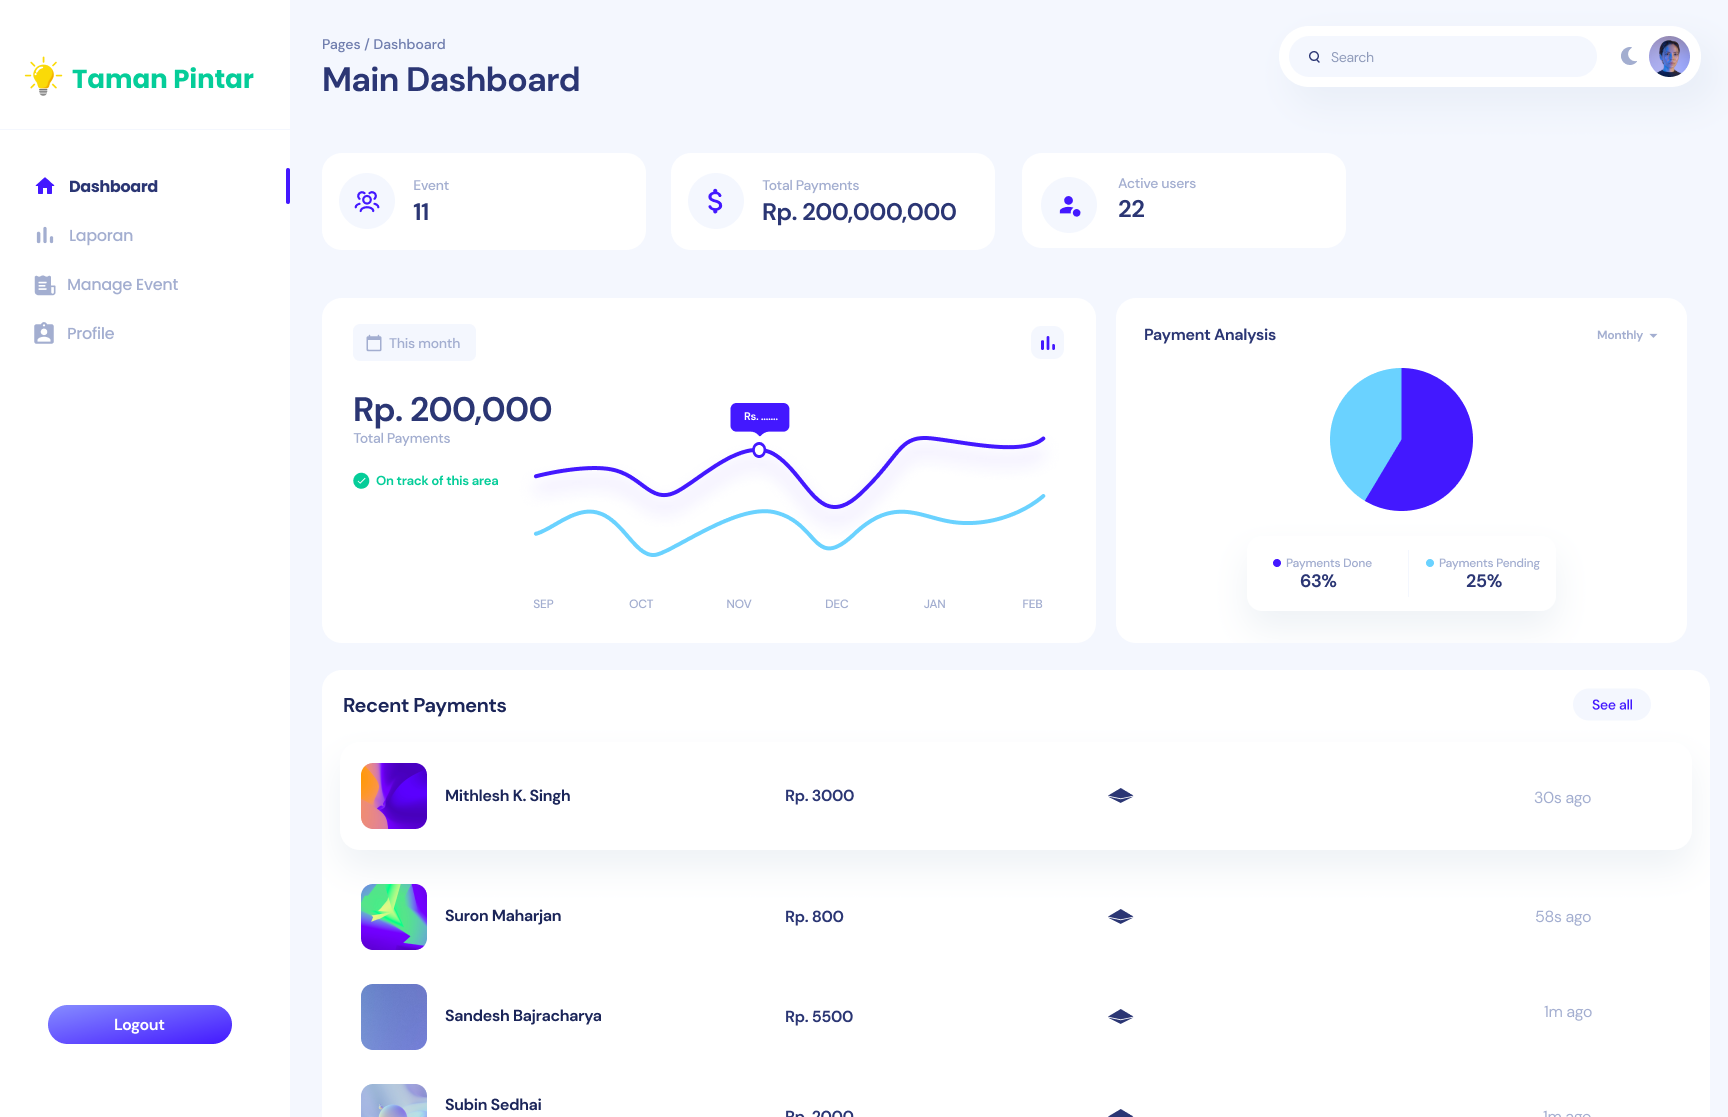 Taman Pintar
Dashboard
Laporan
Manage Event
Profile
Logout
Pages / Dashboard
Main Dashboard
Search
Event
11
Total Payments
Rp. 200,000,000
Active users
22
This month
Rp. 200,000
Total Payments
On track of this area
Rs. .......
SEP OCT NOV DEC JAN FEB
Payment Analysis
Monthly
Payments Done
63%
Payments Pending
25%
Recent Payments
See all
Mithlesh K. Singh Rp. 3000 30s ago
Suron Maharjan Rp. 800 58s ago
Sandesh Bajracharya Rp. 5500 1m ago
Subin Sedhai Rp. 2000 1m ago